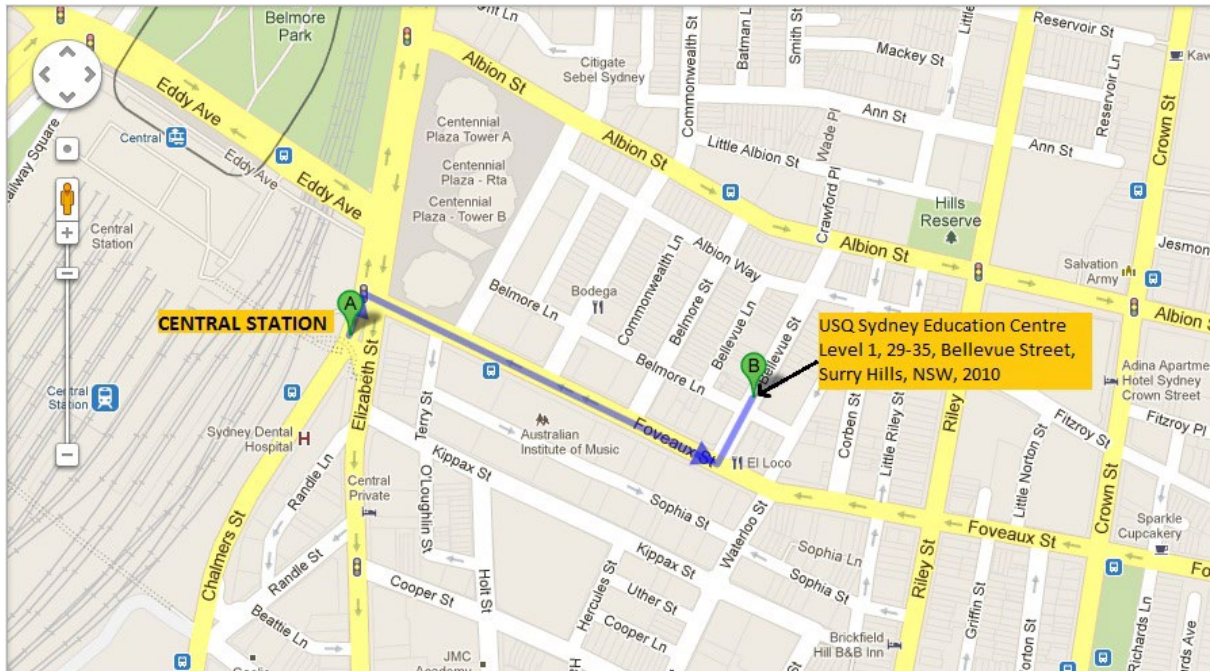 Belmore
Park
Eddy Ave
Central
Eddy Ave
Eddy Ave
Central
Station
CENTRAL STATION
A
Central
Station
Sydney Dental
Hospital
H
Chalmers St
Randle Ln
Randle St
Beattie Ln
Elizabeth St
Central
Private
Albion St
Citigate
Sebel Sydney
Centennial
Plaza Tower A
Centennial
Plaza - Rta
Centennial
Plaza - Tower B
Commonwealth St
Batman Ln
Smith St
Mackey St
Reservoir St
Reservoir Ln
Ann St
Ann St
Little Albion St
Wade Pl
Crawford Pl
Crown St
Albion St
Hills
Reserve
Albion St
Albion Way
Jesmon
Salvation
Army
Albion S
Belmore Ln
Bodega
Commonwealth Ln
Belmore St
Bellevue Ln
Bellevue St
Belmore Ln
B
USQ Sydney Education Centre
Level 1, 29-35, Bellevue Street,
Surry Hills, NSW, 2010
Adina Apartme
Hotel Sydney
Crown Street
Fitzroy St
Fitzroy Pl
Riley St
Corben St
Little Riley St
Little Norton St
Crown St
Terry St
Australian
Institute of Music
Foveaux St
El Loco
Kippax St
O'Loughlin St
Sophia St
Waterloo St
Foveaux St
Sparkle
Cupcakery
Fo
Sophia Ln
Sophia St
Kippax St
Riley St
Cooper St
Holt St
Hercules St
Uther St
Cooper Ln
Griffin St
Brickfield
Hill B&B Inn
JMC
Academy